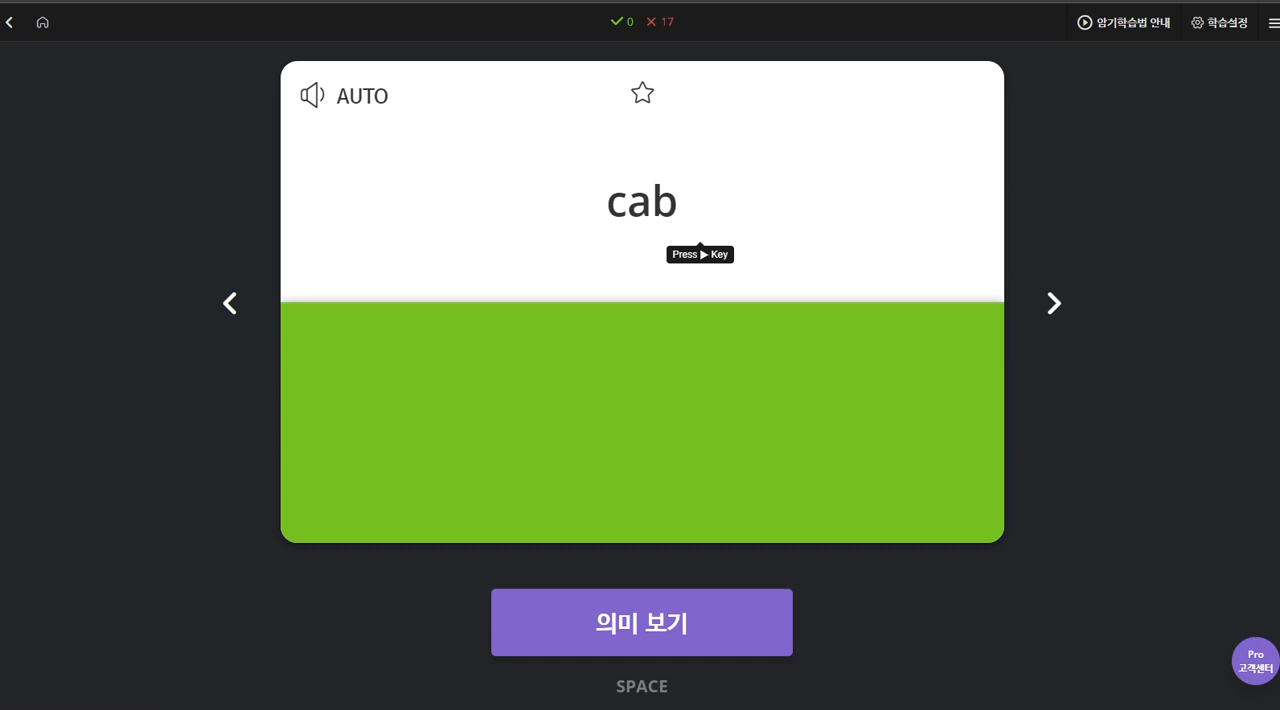 0 17 암기학습법 안내 학습설정
AUTO
cab
Press ▶ Key
의미 보기
SPACE
Pro
고객센터